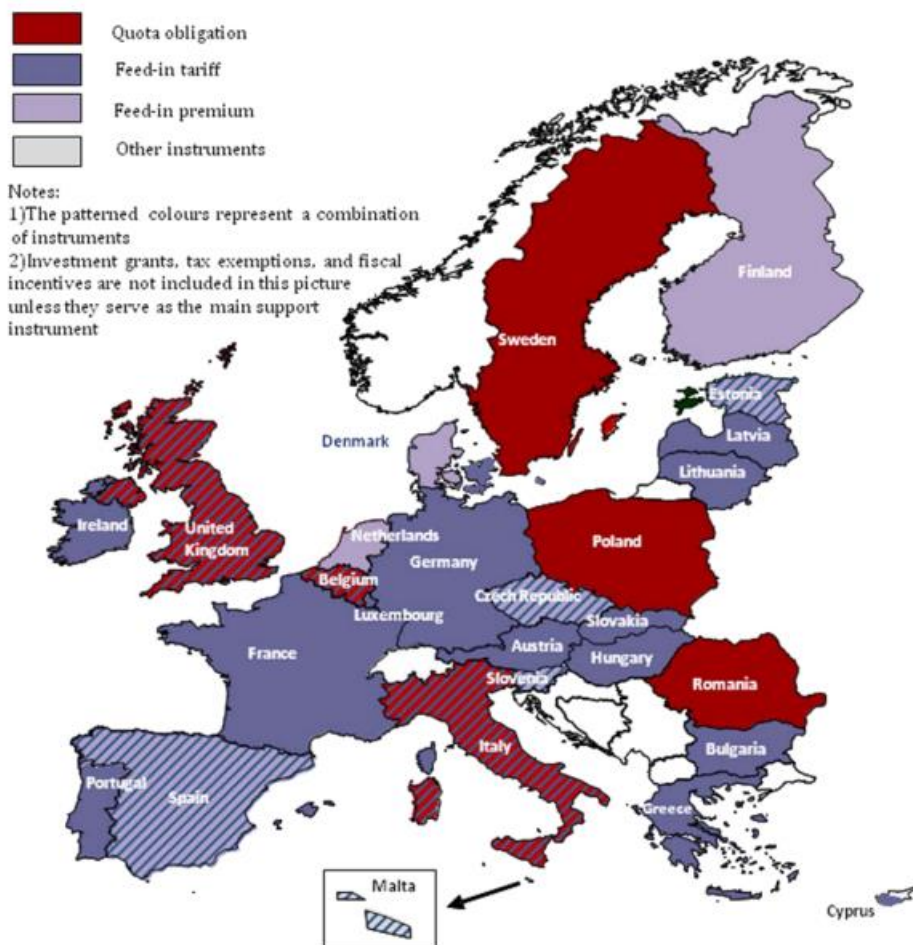 Quota obligation
Feed-in tariff
Feed-in premium
Other instruments
Notes:
1)The patterned colours represent a combination
of instruments
2)Investment grants, tax exemptions, and fiscal
incentives are not included in this picture
unless they serve as the main support
instrument
Finland
Sweden
Estonia
Latvia
Denmark
Lithuania
Ireland
United
Kingdom
Netherlands
Poland
Germany
Belgium
Czech Republic
Luxembourg
Slovakia
France
Austria
Hungary
Slovenia
Romania
Italy
Bulgaria
Portugal
Spain
Greece
Malta
Cyprus